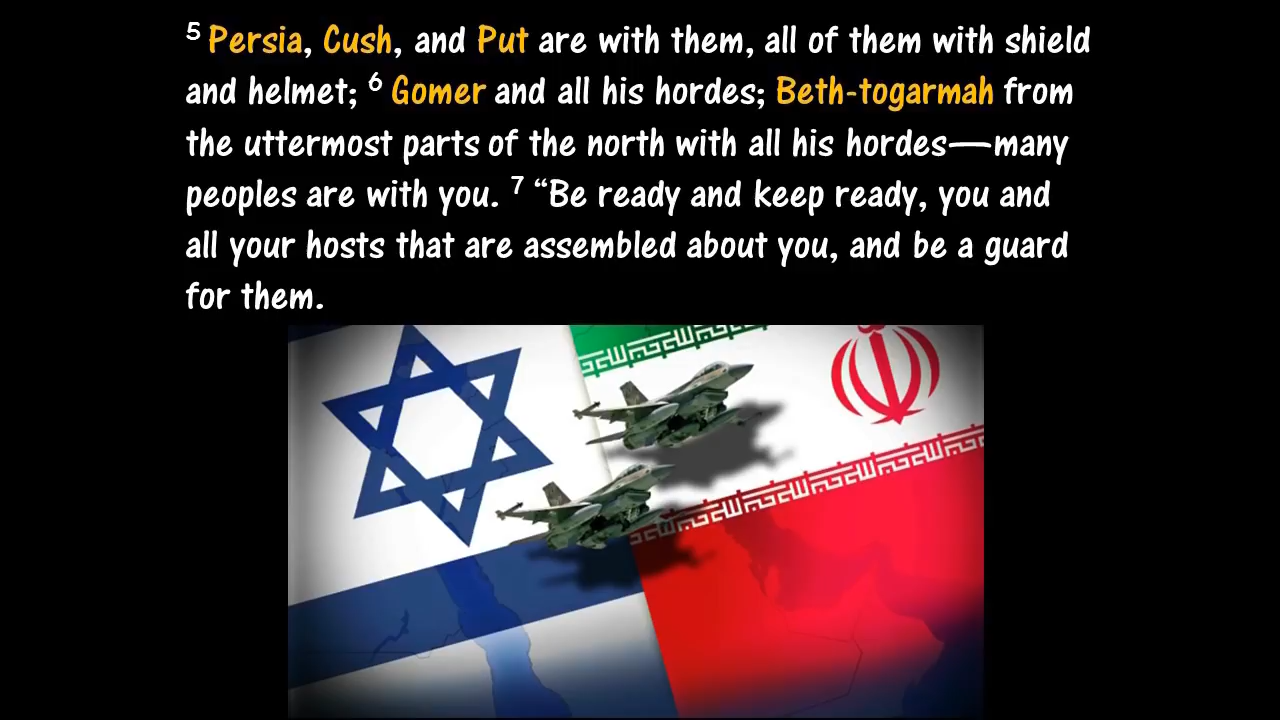 5 Persia, Cush, and Put are with them, all of them with shield
and helmet; 6 Gomer and all his hordes; Beth-togarmah from
the uttermost parts of the north with all his hordes—many
peoples are with you. 7 “Be ready and keep ready, you and
all your hosts that are assembled about you, and be a guard
for them.